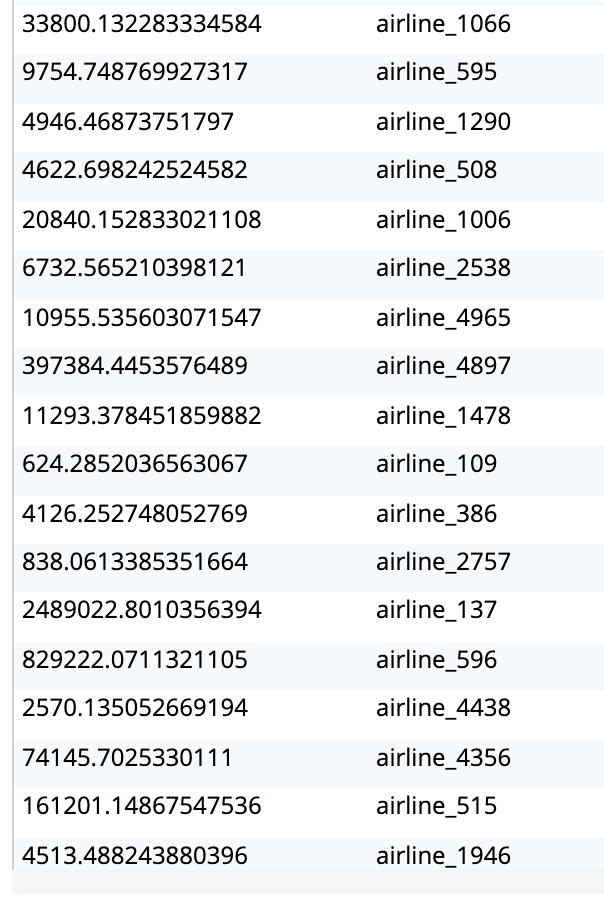 33800.132283334584 airline_1066
9754.748769927317 airline_595
4946.46873751797 airline_1290
4622.698242524582 airline_508
20840.152833021108 airline_1006
6732.565210398121 airline_2538
10955.535603071547 airline_4965
397384.4453576489 airline_4897
11293.378451859882 airline_1478
624.2852036563067 airline_109
4126.252748052769 airline_386
838.0613385351664 airline_2757
2489022.8010356394 airline_137
829222.0711321105 airline_596
2570.135052669194 airline_4438
74145.7025330111 airline_4356
161201.14867547536 airline_515
4513.488243880396 airline_1946